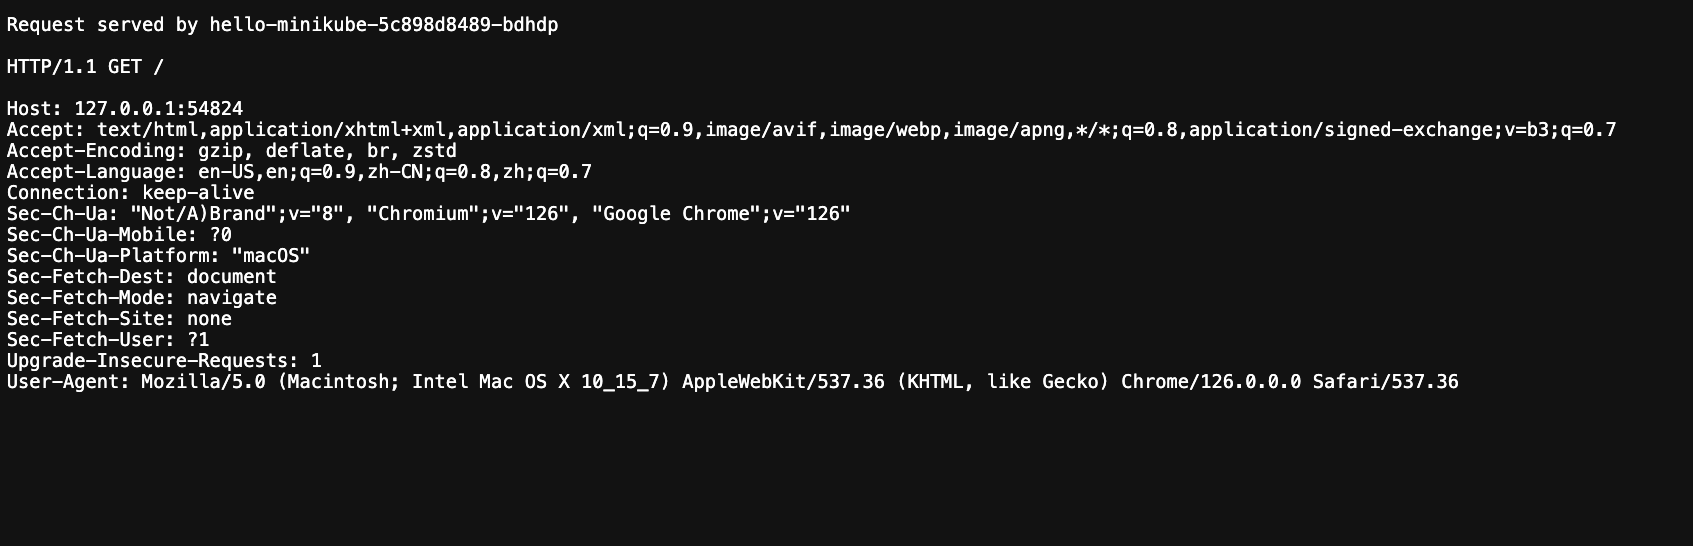 Request served by hello-minikube-5c898d8489-bdhdp
HTTP/1.1 GET /
Host: 127.0.0.1:54824
Accept: text/html,application/xhtml+xml,application/xml;q=0.9,image/avif,image/webp,image/apng,*/*;q=0.8,application/signed-exchange;v=b3;q=0.7
Accept-Encoding: gzip, deflate, br, zstd
Accept-Language: en-US,en;q=0.9,zh-CN;q=0.8,zh;q=0.7
Connection: keep-alive
Sec-Ch-Ua: "Not/A)Brand";v="8", "Chromium";v="126", "Google Chrome";v="126"
Sec-Ch-Ua-Mobile: ?0
Sec-Ch-Ua-Platform: "macOS"
Sec-Fetch-Dest: document
Sec-Fetch-Mode: navigate
Sec-Fetch-Site: none
Sec-Fetch-User: ?1
Upgrade-Insecure-Requests: 1
User-Agent: Mozilla/5.0 (Macintosh; Intel Mac OS X 10_15_7) AppleWebKit/537.36 (KHTML, like Gecko) Chrome/126.0.0.0 Safari/537.36